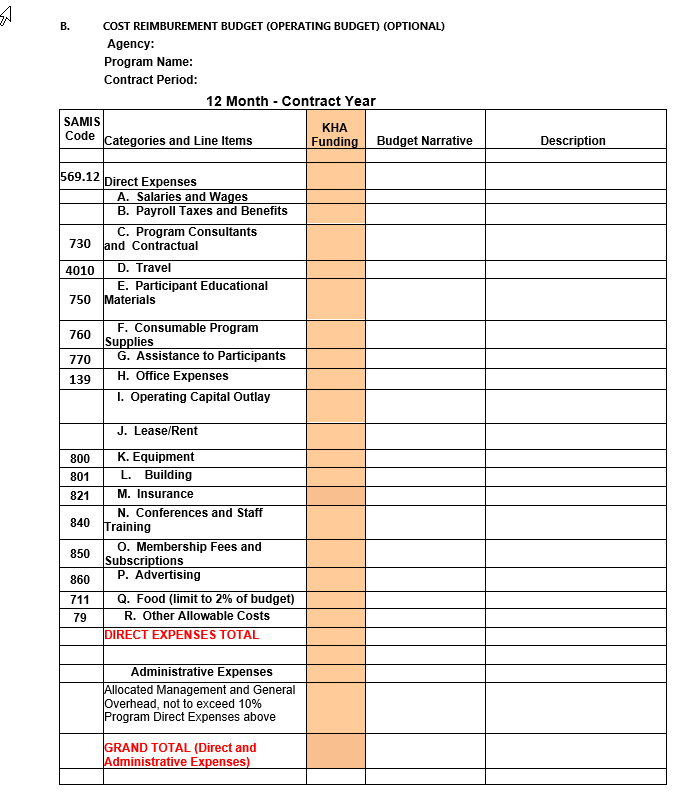 B. COST REIMBUREMENT BUDGET (OPERATING BUDGET) (OPTIONAL)
Agency:
Program Name:
Contract Period:
12 Month - Contract Year
SAMIS Code Categories and Line Items KHA Funding Budget Narrative Description
569.12 Direct Expenses
A. Salaries and Wages
B. Payroll Taxes and Benefits
C. Program Consultants
730 and Contractual
4010 D. Travel
E. Participant Educational
750 Materials
F. Consumable Program
760 Supplies
770 G. Assistance to Participants
139 H. Office Expenses
I. Operating Capital Outlay
J. Lease/Rent
800 K. Equipment
801 L. Building
821 M. Insurance
N. Conferences and Staff
840 Training
O. Membership Fees and
850 Subscriptions
860 P. Advertising
711 Q. Food (limit to 2% of budget)
79 R. Other Allowable Costs
DIRECT EXPENSES TOTAL
Administrative Expenses
Allocated Management and General
Overhead, not to exceed 10%
Program Direct Expenses above
GRAND TOTAL (Direct and
Administrative Expenses)